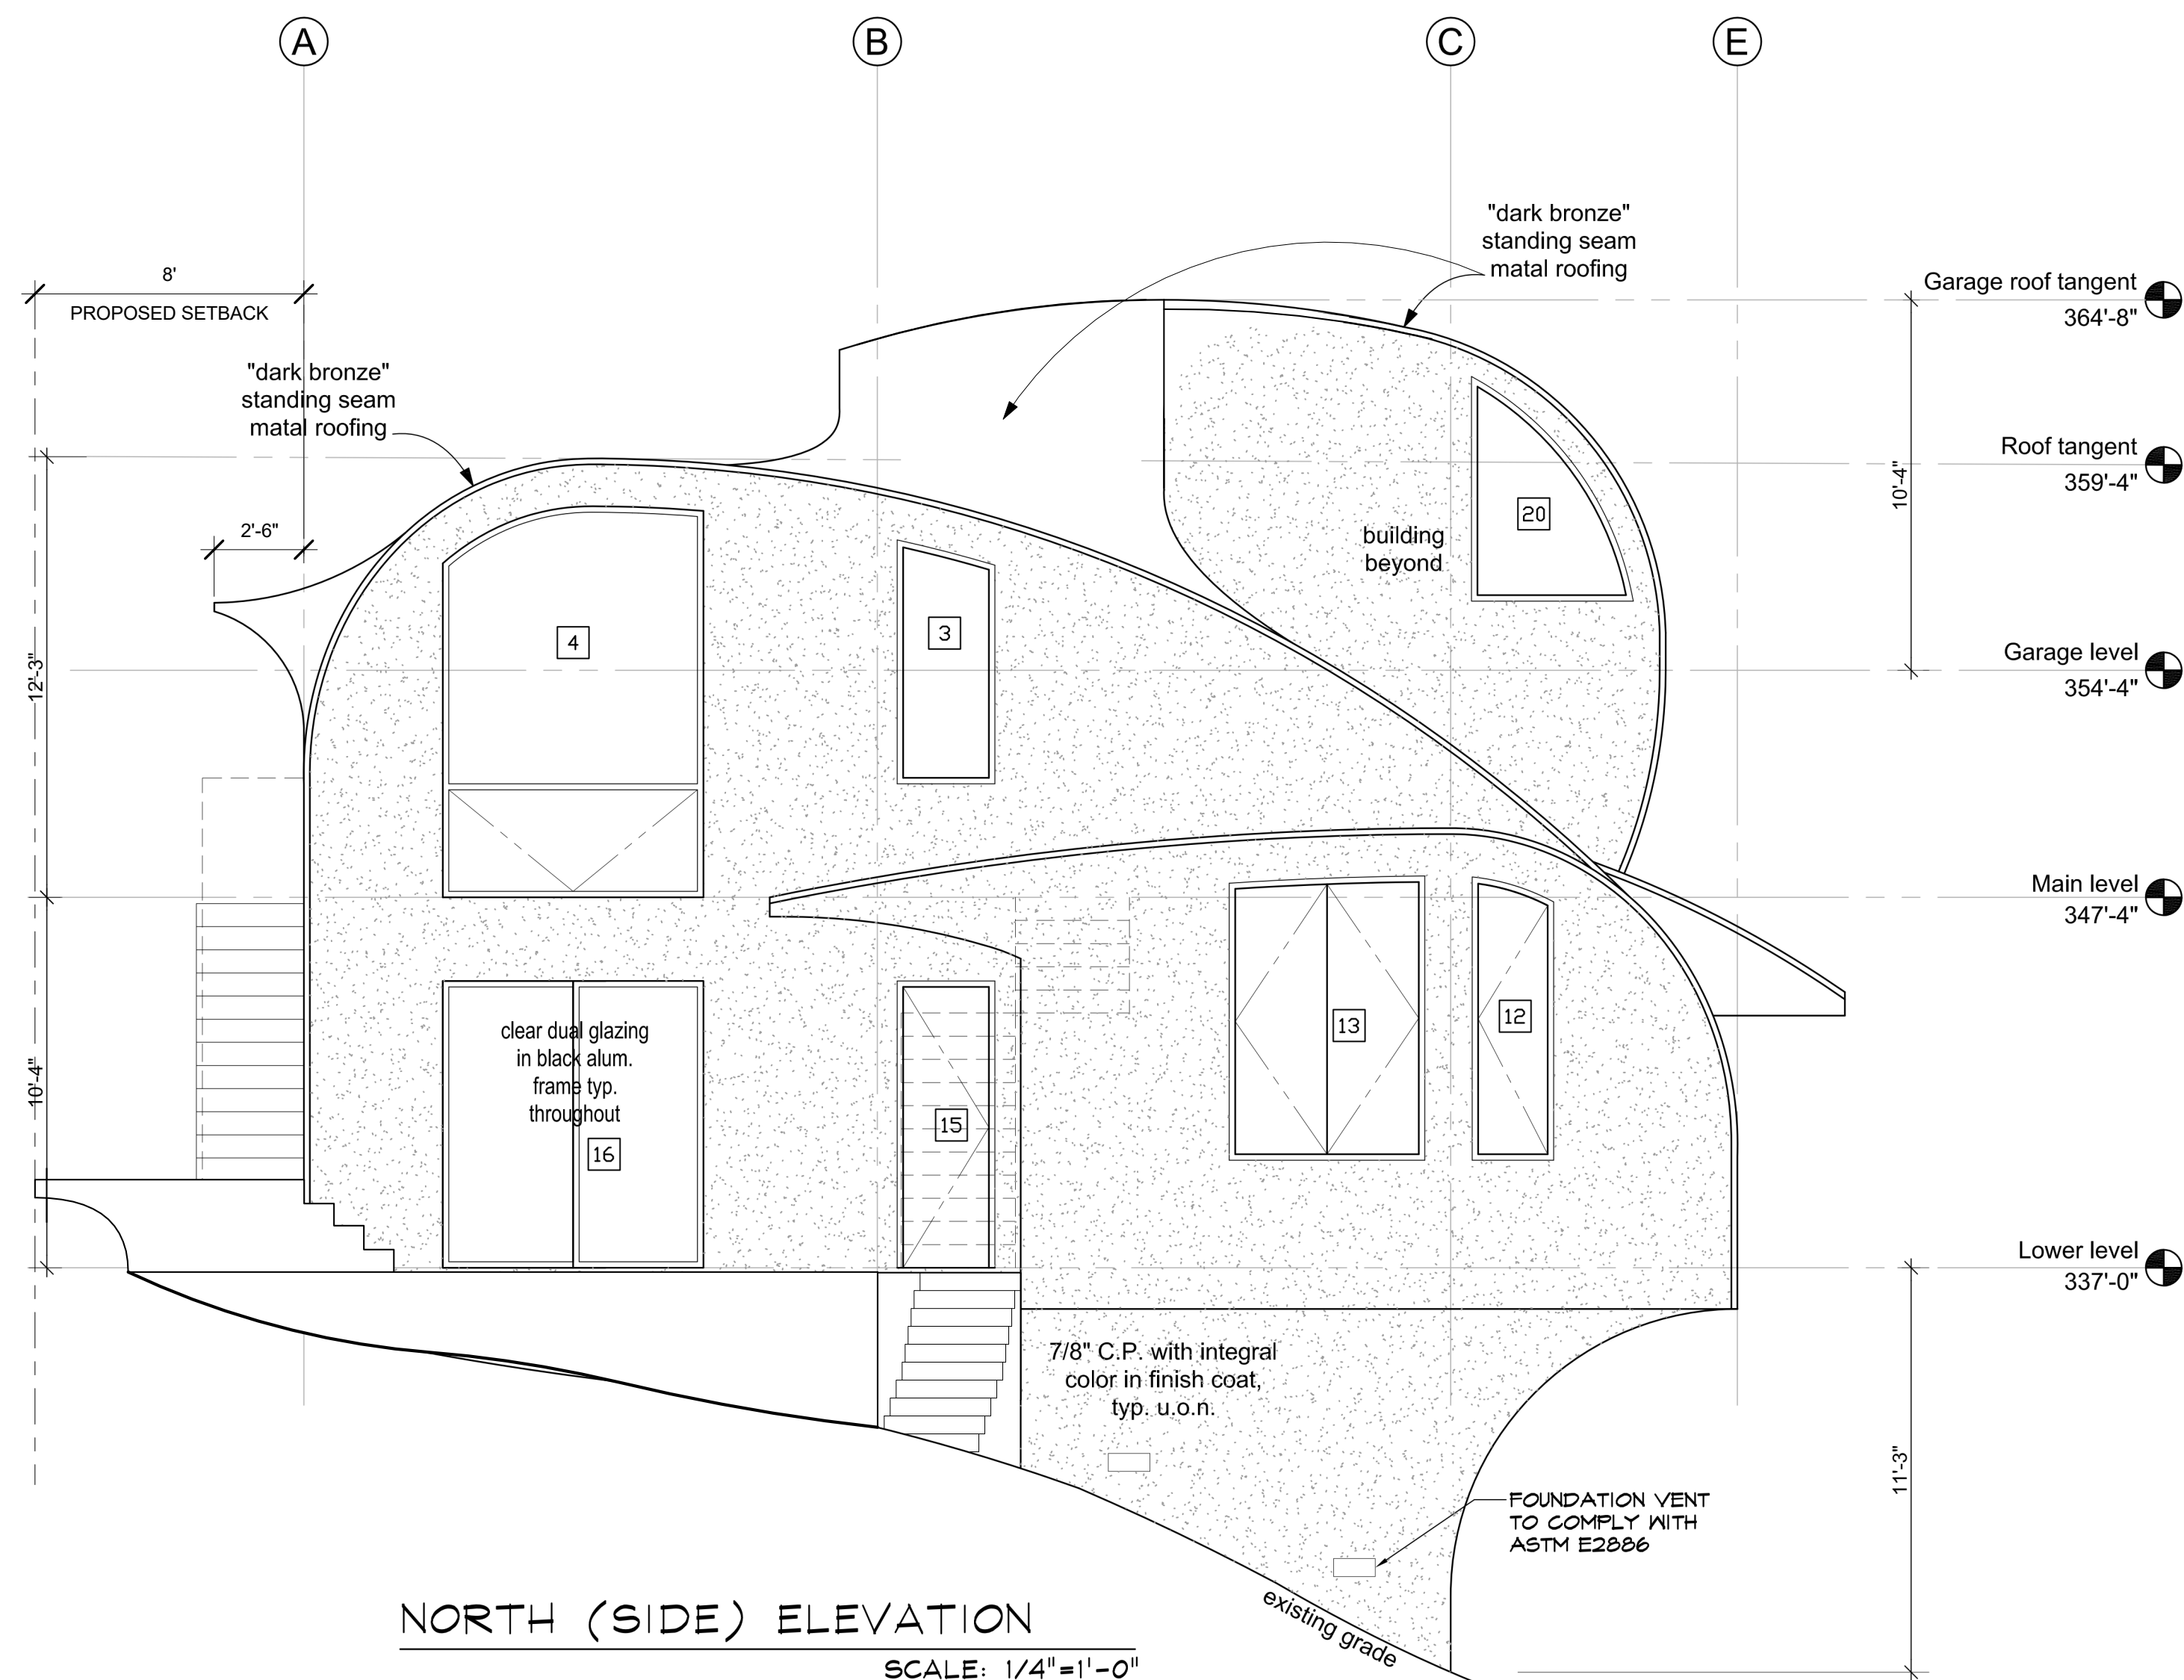 A
B
C
E
"dark bronze"
standing seam
matal roofing
8'
PROPOSED SETBACK
Garage roof tangent
364'-8"
"dark bronze"
standing seam
matal roofing
Roof tangent
359'-4"
10'-4"
2'-6"
20
building
beyond
4
3
12'-3"
Garage level
354'-4"
Main level
347'-4"
clear dual glazing
in black alum.
frame typ.
throughout
13
12
10'-4"
15
16
Lower level
337'-0"
7/8" C.P. with integral
color in finish coat,
typ. u.o.n.
11'-3"
FOUNDATION VENT
TO COMPLY WITH
ASTM E2886
existing grade
NORTH (SIDE) ELEVATION
SCALE: 1/4"=1'-0"